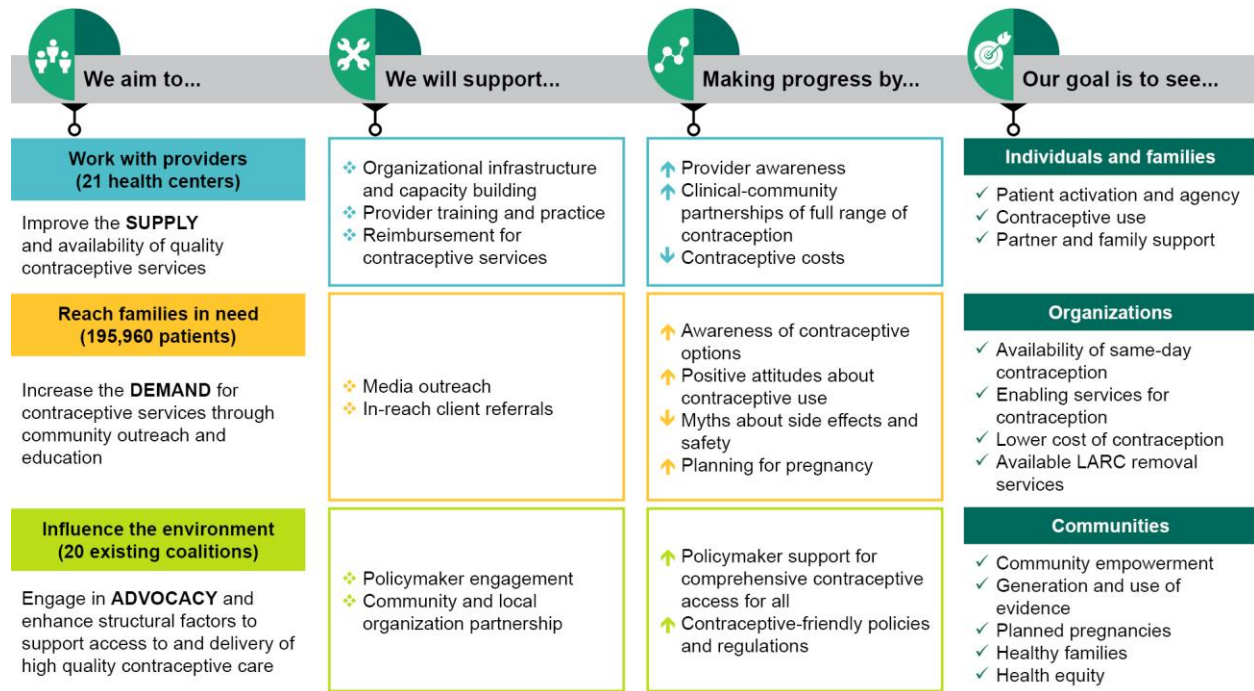 We aim to...
We will support...
Making progress by...
Our goal is to see...
Work with providers
(21 health centers)
Improve the SUPPLY
and availability of quality
contraceptive services
❖ Organizational infrastructure
and capacity building
❖ Provider training and practice
❖ Reimbursement for
contraceptive services
↑ Provider awareness
↑ Clinical-community
partnerships of full range of
contraception
↓ Contraceptive costs
Individuals and families
✓ Patient activation and agency
✓ Contraceptive use
✓ Partner and family support
Reach families in need
(195,960 patients)
Increase the DEMAND for
contraceptive services through
community outreach and
education
❖ Media outreach
❖ In-reach client referrals
↑ Awareness of contraceptive
options
↑ Positive attitudes about
contraceptive use
↓ Myths about side effects and
safety
↑ Planning for pregnancy
Organizations
✓ Availability of same-day
contraception
✓ Enabling services for
contraception
✓ Lower cost of contraception
✓ Available LARC removal
services
Influence the environment
(20 existing coalitions)
Engage in ADVOCACY and
enhance structural factors to
support access to and delivery of
high quality contraceptive care
❖ Policymaker engagement
❖ Community and local
organization partnership
↑ Policymaker support for
comprehensive contraceptive
access for all
↑ Contraceptive-friendly policies
and regulations
Communities
✓ Community empowerment
✓ Generation and use of
evidence
✓ Planned pregnancies
✓ Healthy families
✓ Health equity